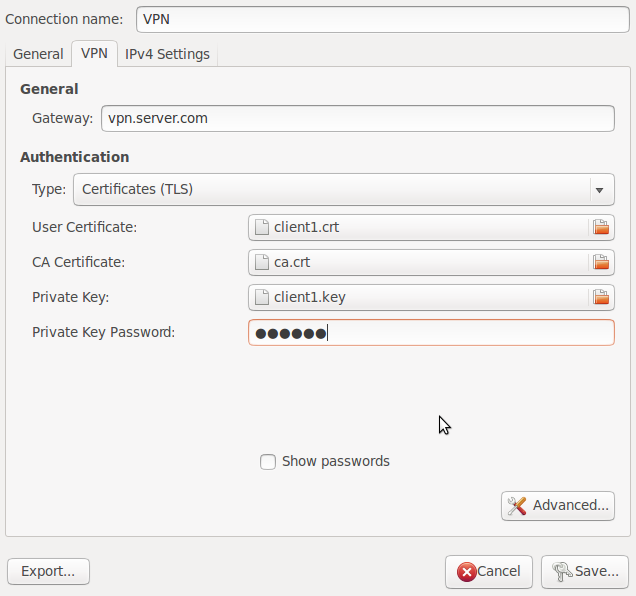 Connection name: VPN
General VPN IPv4 Settings
General
Gateway: vpn.server.com
Authentication
Type: Certificates (TLS)
User Certificate: client1.crt
CA Certificate: ca.crt
Private Key: client1.key
Private Key Password: ●●●●●●
Show passwords
Advanced...
Export... Cancel Save...